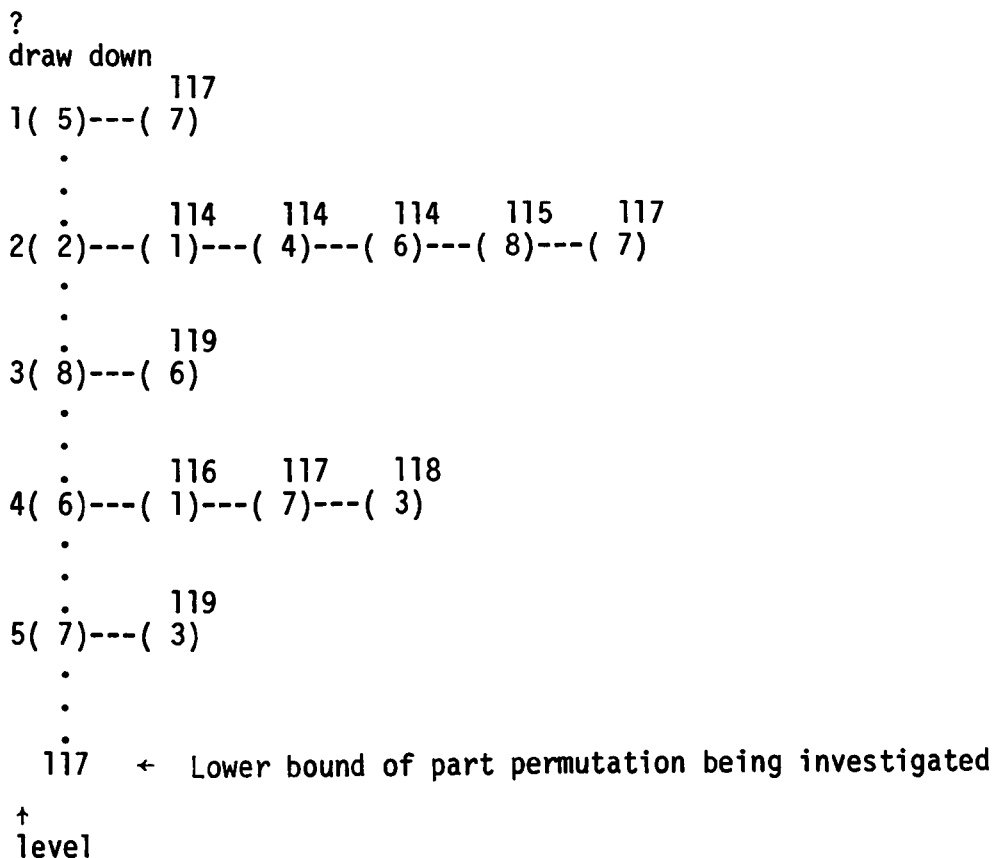 ?
draw down
117
1( 5)---( 7)
.
.
. 114 114 114 115 117
2( 2)---( 1)---( 4)---( 6)---( 8)---( 7)
.
.
. 119
3( 8)---( 6)
.
.
. 116 117 118
4( 6)---( 1)---( 7)---( 3)
.
.
. 119
5( 7)---( 3)
.
.
.
117 ← Lower bound of part permutation being investigated
↑
level